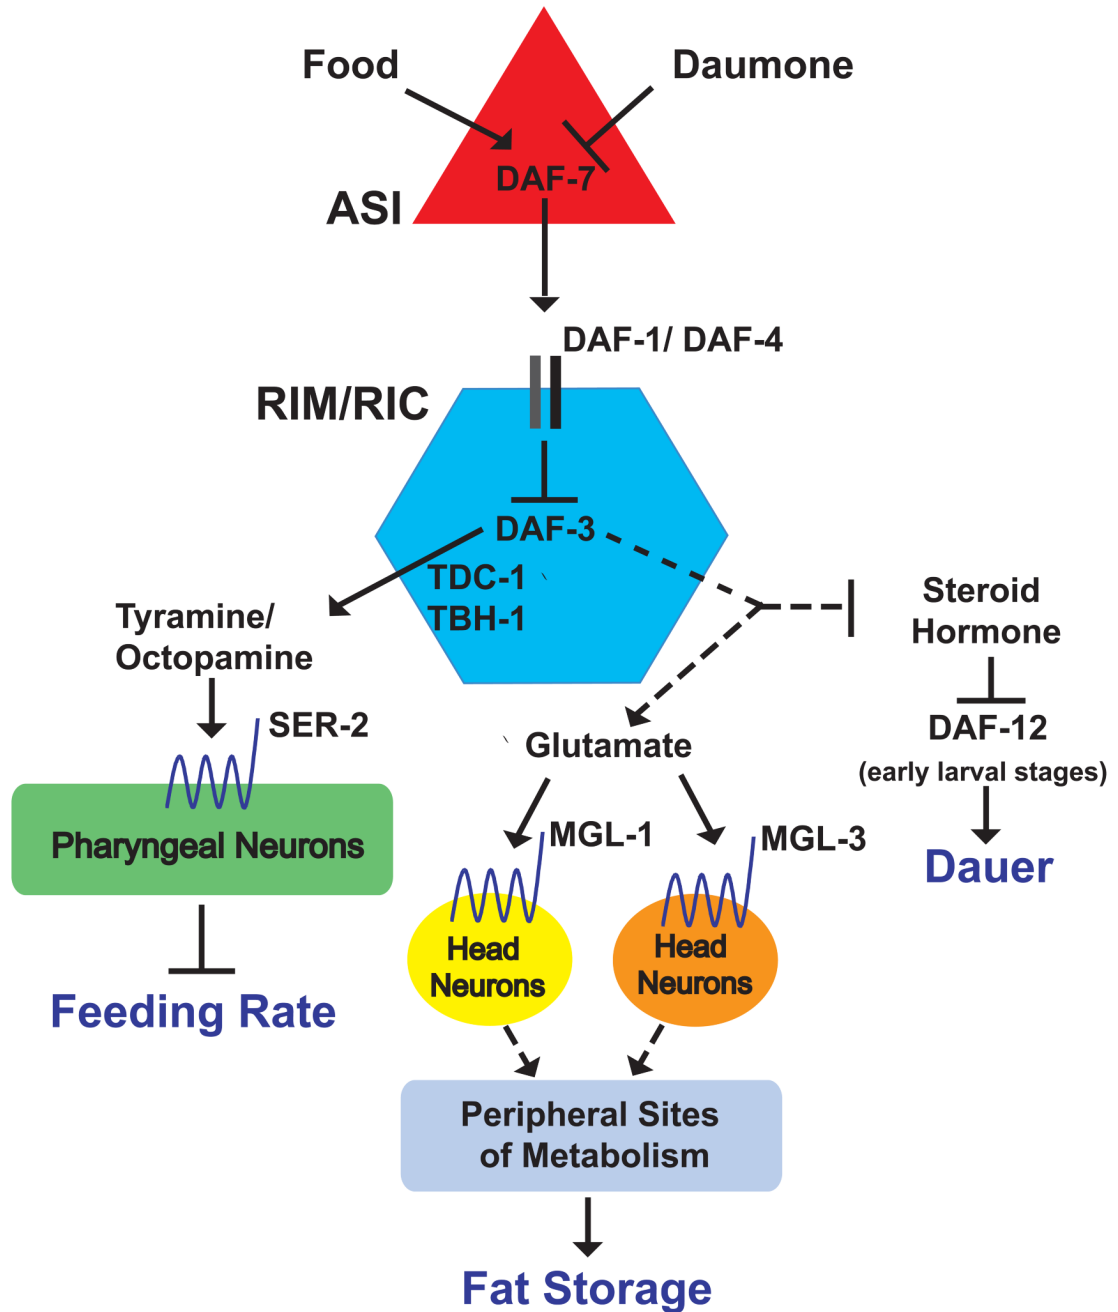 Food
Daumone
DAF-7
ASI
DAF-1/ DAF-4
RIM/RIC
DAF-3
TDC-1
TBH-1
Tyramine/
Octopamine
SER-2
Pharyngeal Neurons
Feeding Rate
Steroid
Hormone
DAF-12
(early larval stages)
Dauer
Glutamate
MGL-1
MGL-3
Head
Neurons
Head
Neurons
Peripheral Sites
of Metabolism
Fat Storage